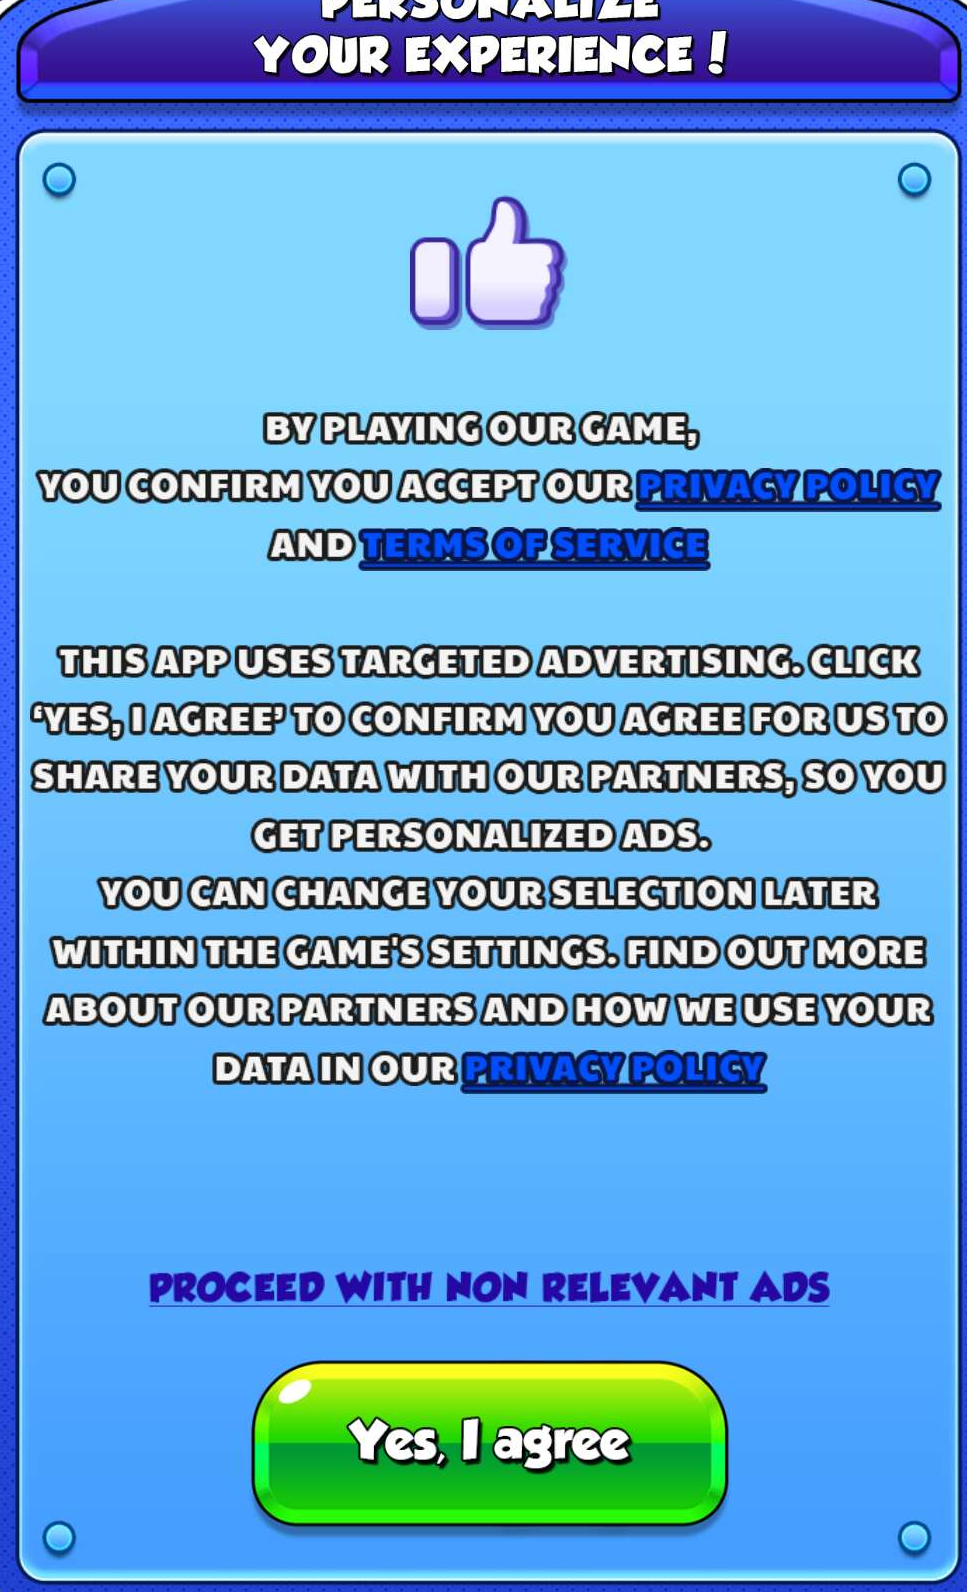 PERSONALIZE
YOUR EXPERIENCE!
BY PLAYING OUR GAME,
YOU CONFIRM YOU ACCEPT OUR PRIVACY POLICY
AND TERMS OF SERVICE
THIS APP USES TARGETED ADVERTISING. CLICK
‘YES, I AGREE’ TO CONFIRM YOU AGREE FOR US TO
SHARE YOUR DATA WITH OUR PARTNERS, SO YOU
GET PERSONALIZED ADS.
YOU CAN CHANGE YOUR SELECTION LATER
WITHIN THE GAME'S SETTINGS. FIND OUT MORE
ABOUT OUR PARTNERS AND HOW WE USE YOUR
DATA IN OUR PRIVACY POLICY
PROCEED WITH NON RELEVANT ADS
Yes, I agree